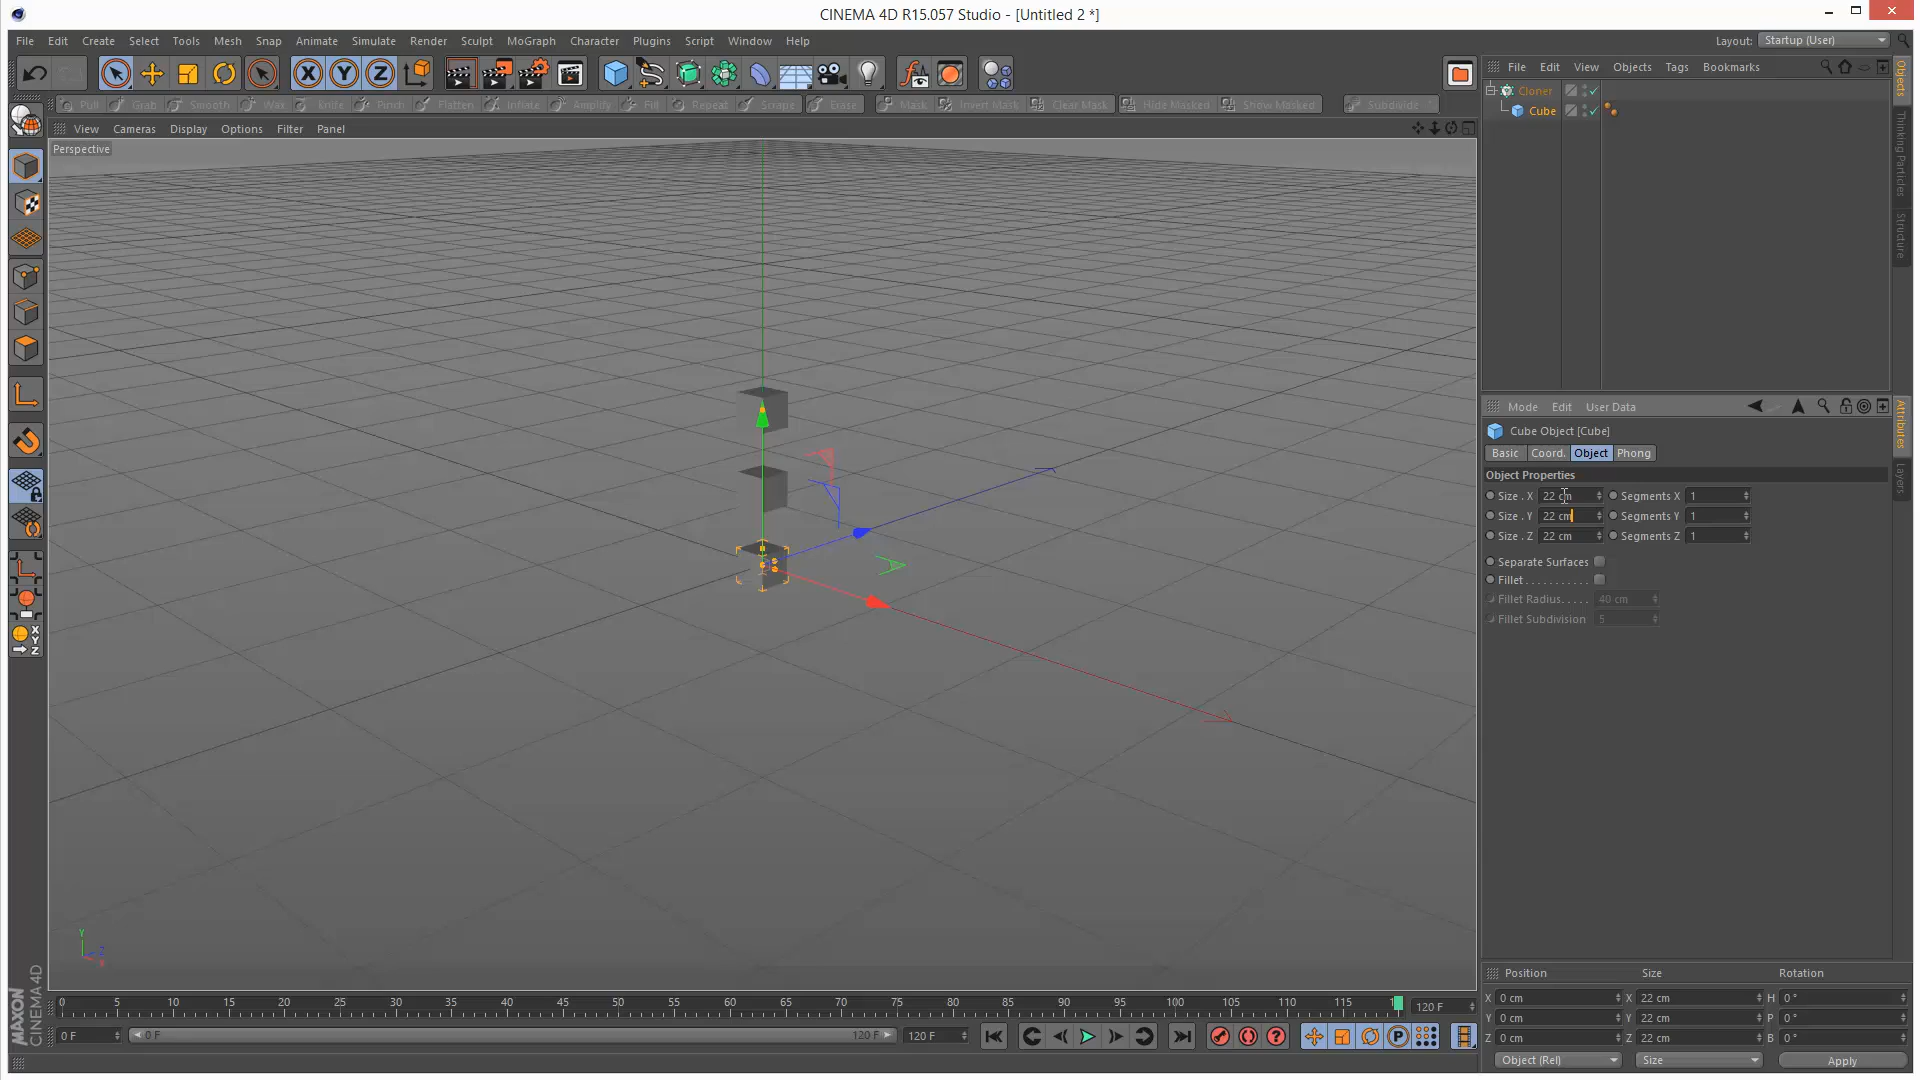 CINEMA 4D R15.057 Studio - [Untitled 2 *]
File Edit Create Select Tools Mesh Snap Animate Simulate Render Sculpt MoGraph Character Plugins Script Window Help
Layout: Startup (User)
Pull Grab Smooth Wax Knife Pinch Flatten Inflate Amplify Fill Repeat Scrape Erase Mask Invert Mask Clear Mask Hide Masked Show Masked Subdivide
View Cameras Display Options Filter Panel
Perspective
File Edit View Objects Tags Bookmarks
Cloner
Cube
Objects
Thinking Particles
Structure
Mode Edit User Data
Attributes
Layers
Cube Object [Cube]
Basic Coord. Object Phong
Object Properties
Size . X 22 cm Segments X 1
Size . Y 22 cm Segments Y 1
Size . Z 22 cm Segments Z 1
Separate Surfaces
Fillet . . . . . . . . . . .
Fillet Radius. . . . . 40 cm
Fillet Subdivision 5
Y
Z
X
X
Y
Z
X Y Z
MAXON
CINEMA 4D
0 5 10 15 20 25 30 35 40 45 50 55 60 65 70 75 80 85 90 95 100 105 110 115
120 F
0 F 0 F 120 F 120 F
P
Position Size Rotation
X 0 cm X 22 cm H 0 °
Y 0 cm Y 22 cm P 0 °
Z 0 cm Z 22 cm B 0 °
Object (Rel) Size Apply